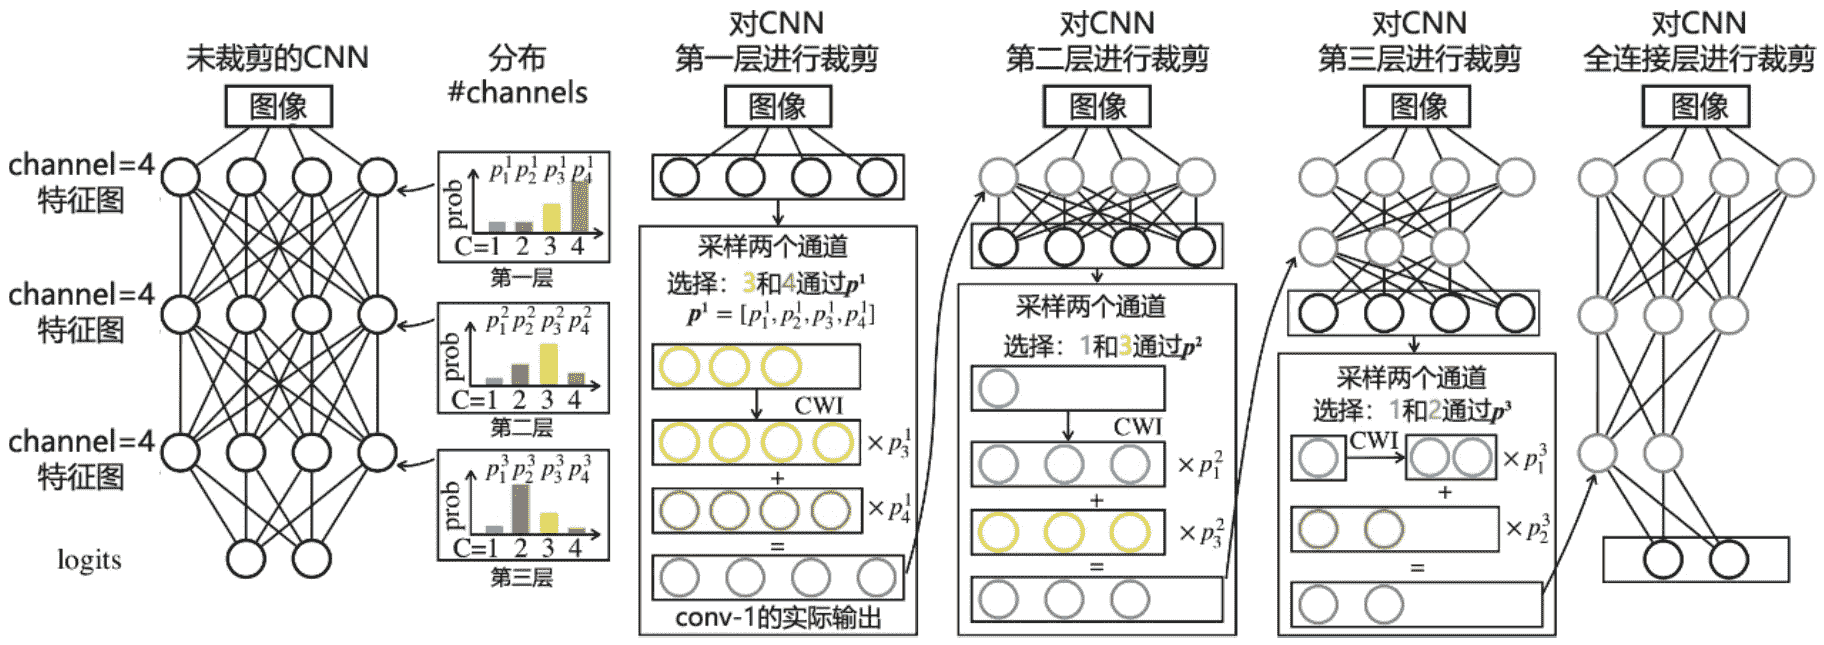 未裁剪的CNN
图像
channel=4
特征图
channel=4
特征图
channel=4
特征图
logits
分布
#channels
prob
p₁¹ p₂¹ p₃¹ p₄¹
C=1 2 3 4
第一层
prob
p₁² p₂² p₃² p₄²
C=1 2 3 4
第二层
prob
p₁³ p₂³ p₃³ p₄³
C=1 2 3 4
第三层
对CNN
第一层进行裁剪
图像
采样两个通道
选择：3和4通过p¹
p¹ = [p₁¹, p₂¹, p₃¹, p₄¹]
CWI
× p₃¹
+
× p₄¹
=
conv-1的实际输出
对CNN
第二层进行裁剪
图像
采样两个通道
选择：1和3通过p²
CWI
× p₁²
+
× p₃²
=
对CNN
第三层进行裁剪
图像
采样两个通道
选择：1和2通过p³
CWI
× p₁³
+
× p₂³
=
对CNN
全连接层进行裁剪
图像